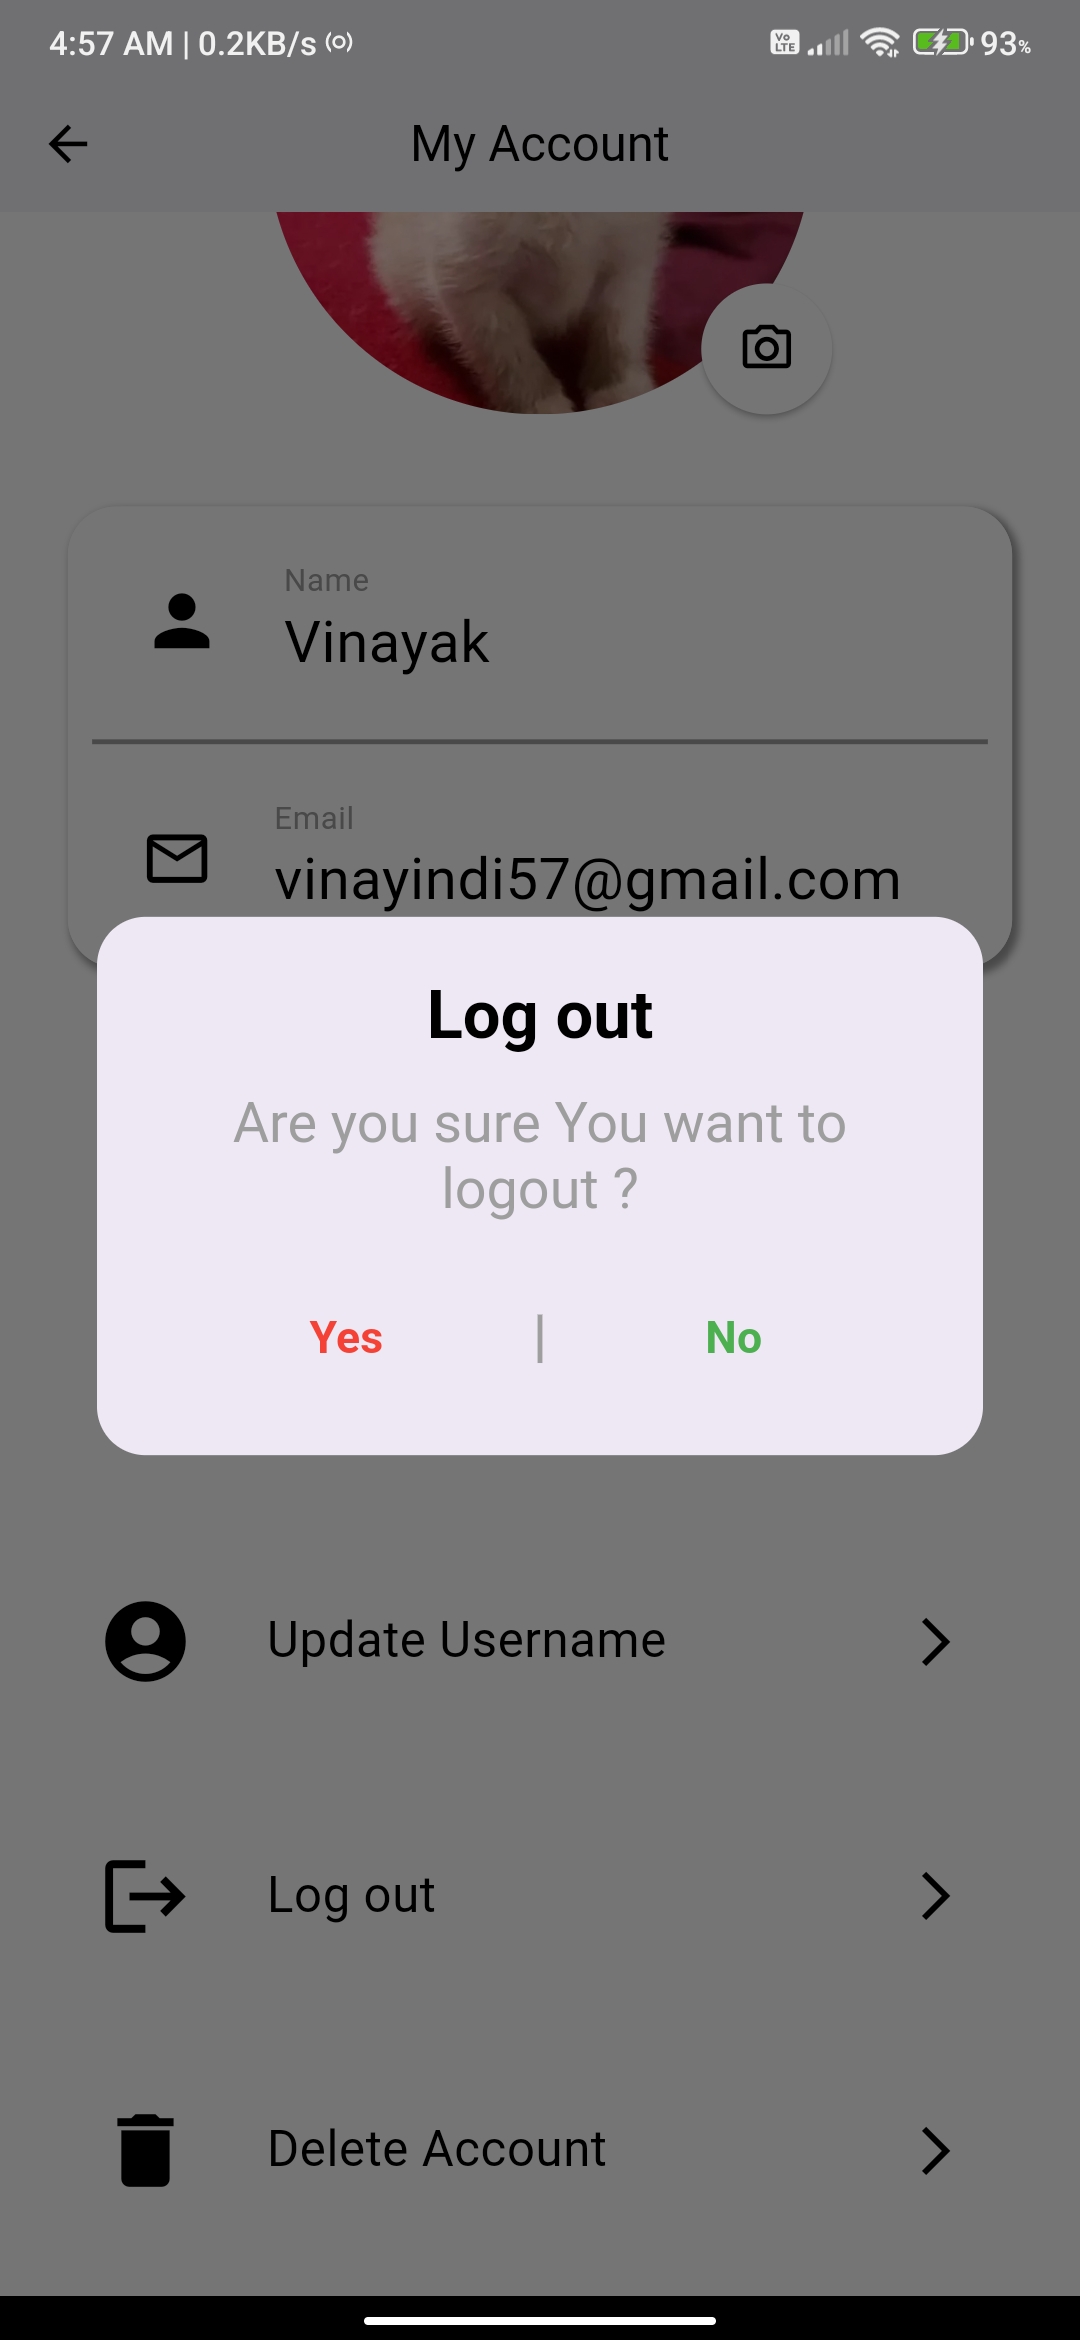 4:57 AM | 0.2KB/s
Vo LTE
93%
My Account
Name
Vinayak
Email
vinayindi57@gmail.com
Log out
Are you sure You want to
logout ?
Yes | No
Update Username
Log out
Delete Account